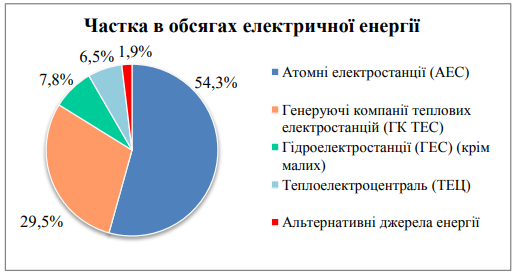 Частка в обсягах електричної енергії
6,5%
1,9%
7,8%
54,3%
29,5%
Атомні електростанції (АЕС)
Генеруючі компанії теплових
електростанцій (ГК ТЕС)
Гідроелектростанції (ГЕС) (крім
малих)
Теплоелектроцентраль (ТЕЦ)
Альтернативні джерела енергії